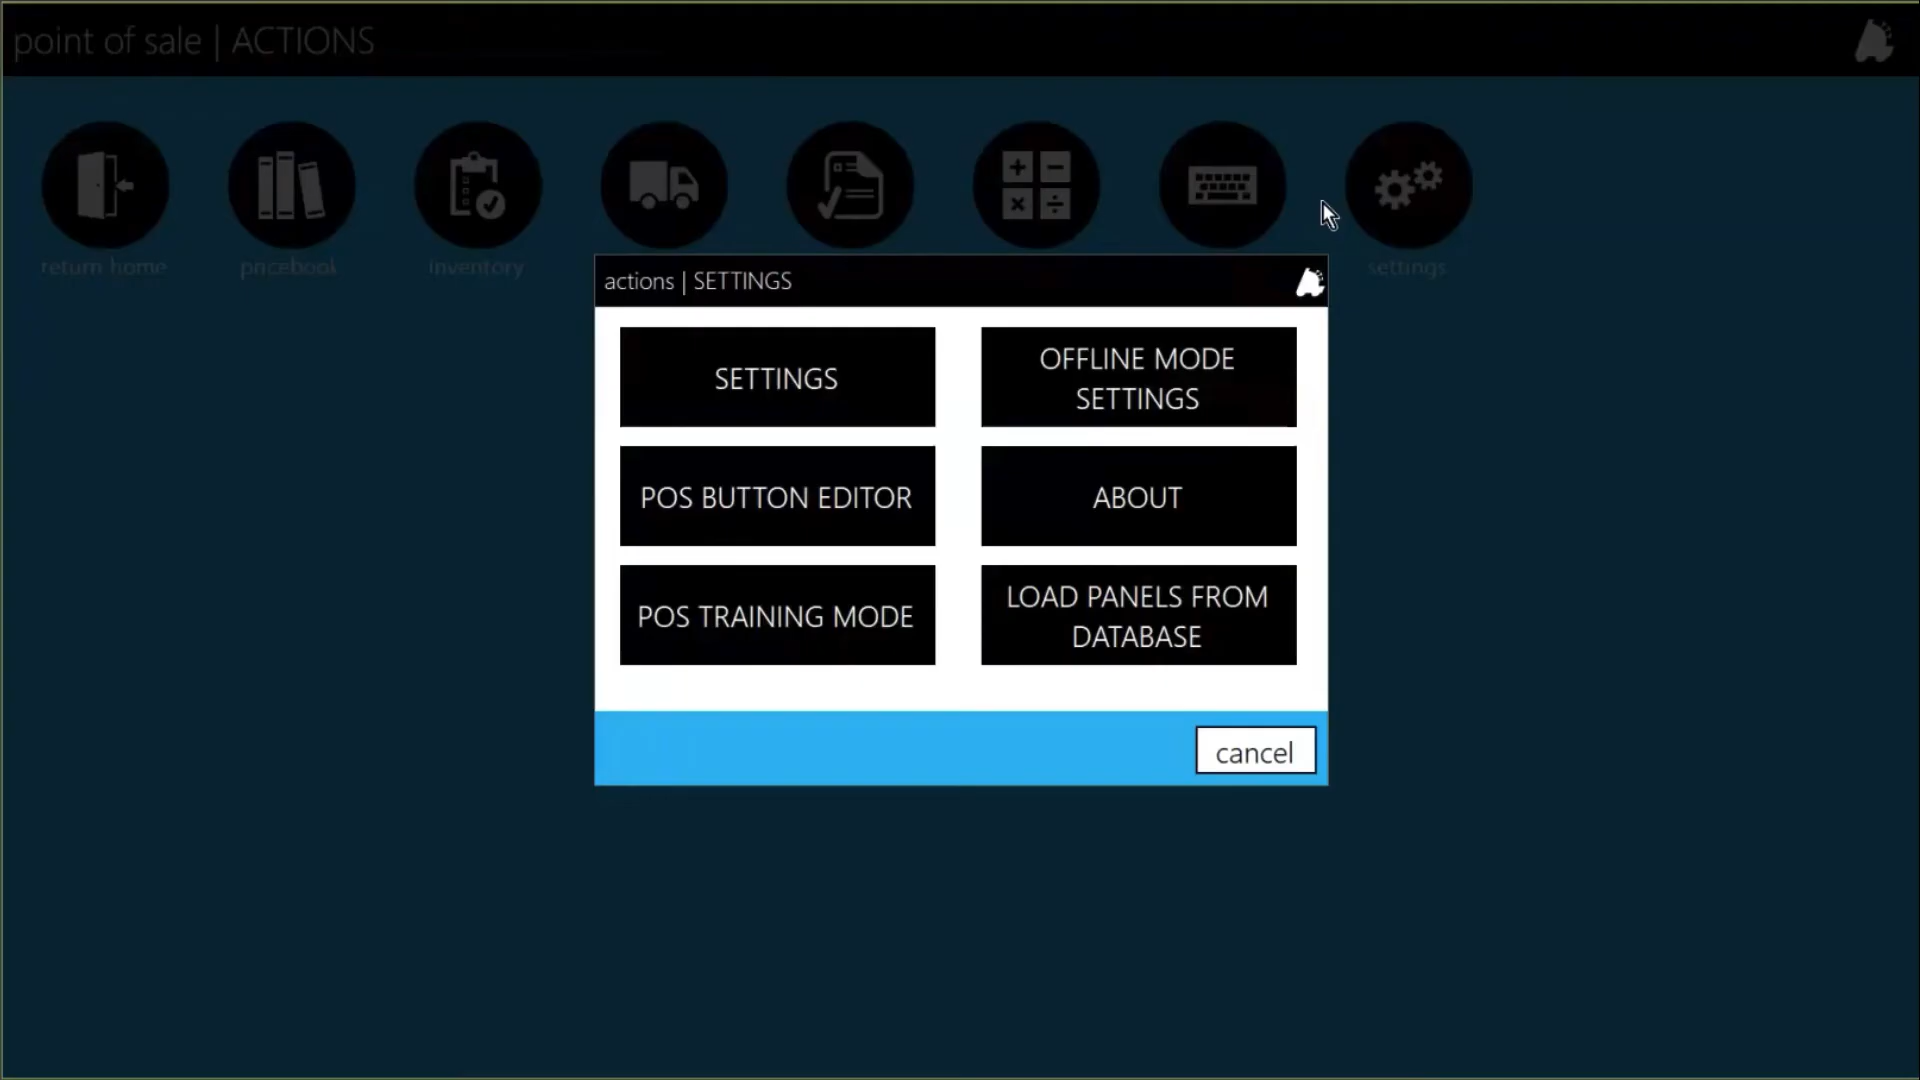 point of sale | ACTIONS
return home
pricebook
inventory
settings
actions | SETTINGS
SETTINGS
OFFLINE MODE
SETTINGS
POS BUTTON EDITOR
ABOUT
POS TRAINING MODE
LOAD PANELS FROM
DATABASE
cancel